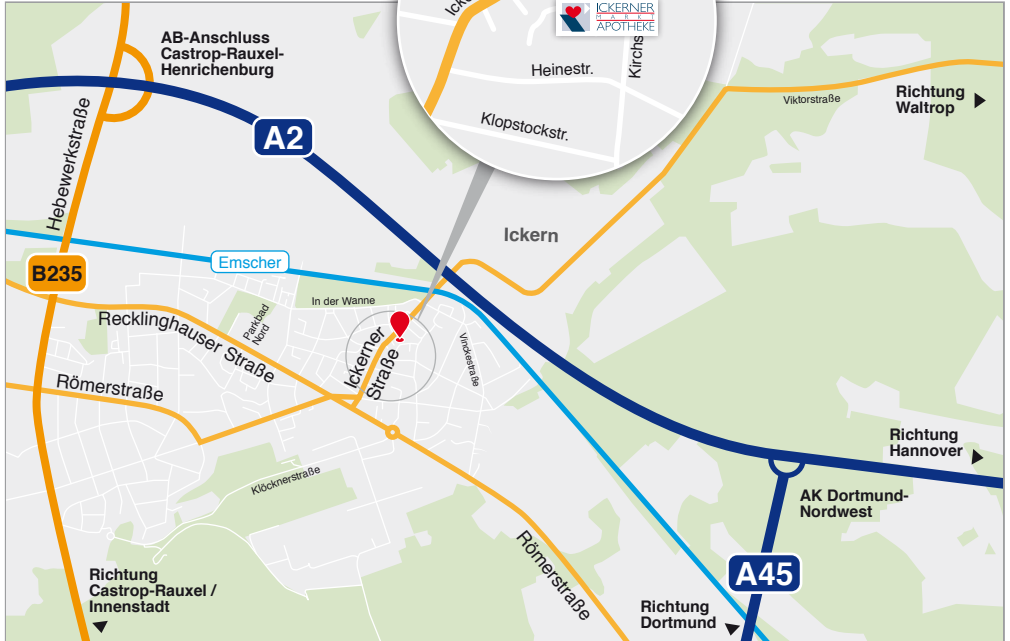 ICKERNER
MARKT
APOTHEKE
Kirchs
Heinestr.
Klopstockstr.
AB-Anschluss
Castrop-Rauxel-
Henrichenburg
Hebewerkstraße
A2
Viktorstraße
Richtung
Waltrop
Ickern
Emscher
B235
In der Wanne
Parkbad
Nord
Recklinghauser Straße
Ickerner
Straße
Vinckestraße
Römerstraße
Klöcknerstraße
Richtung
Hannover
AK Dortmund-
Nordwest
Römerstraße
A45
Richtung
Castrop-Rauxel /
Innenstadt
Richtung
Dortmund